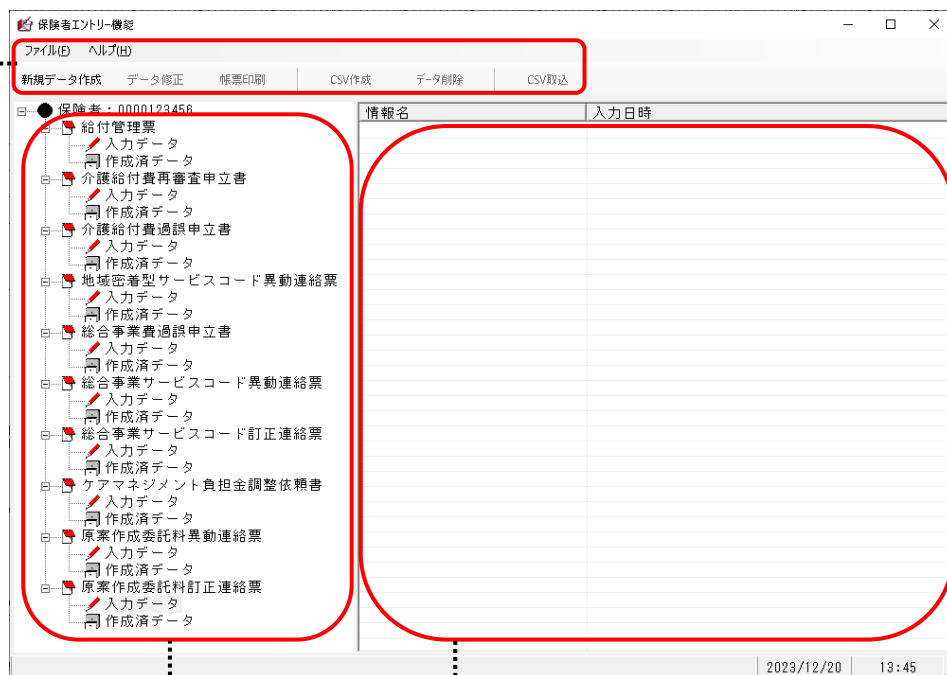 保険者エントリー機能
ファイル(F) ヘルプ(H)
新規データ作成 データ修正 帳票印刷 CSV作成 データ削除 CSV取込
保険者：0000123456
情報名 入力日時
給付管理票
入力データ
作成済データ
介護給付費再審査申立書
入力データ
作成済データ
介護給付費過誤申立書
入力データ
作成済データ
地域密着型サービスコード異動連絡票
入力データ
作成済データ
総合事業費過誤申立書
入力データ
作成済データ
総合事業サービスコード異動連絡票
入力データ
作成済データ
総合事業サービスコード訂正連絡票
入力データ
作成済データ
ケアマネジメント負担金調整依頼書
入力データ
作成済データ
原案作成委託料異動連絡票
入力データ
作成済データ
原案作成委託料訂正連絡票
入力データ
作成済データ
2023/12/20 13:45